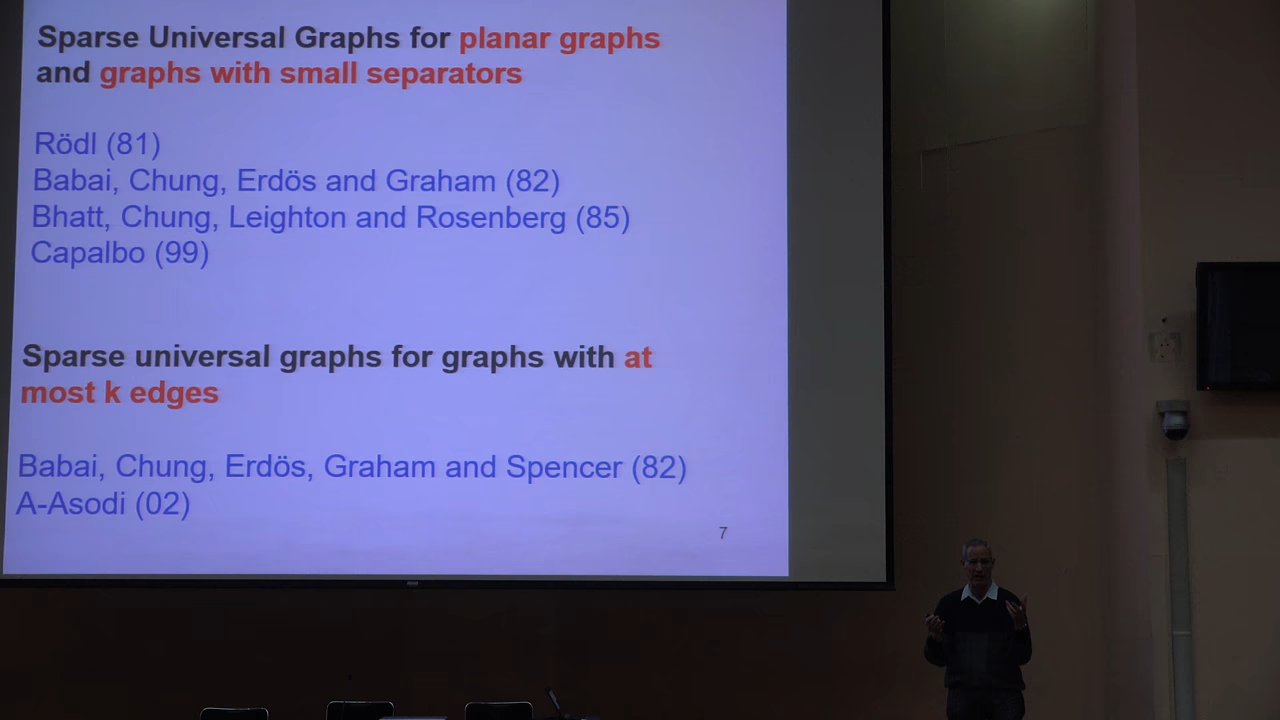 Sparse Universal Graphs for planar graphs
and graphs with small separators
Rödl (81)
Babai, Chung, Erdös and Graham (82)
Bhatt, Chung, Leighton and Rosenberg (85)
Capalbo (99)
Sparse universal graphs for graphs with at
most k edges
Babai, Chung, Erdös, Graham and Spencer (82)
A-Asodi (02)
7